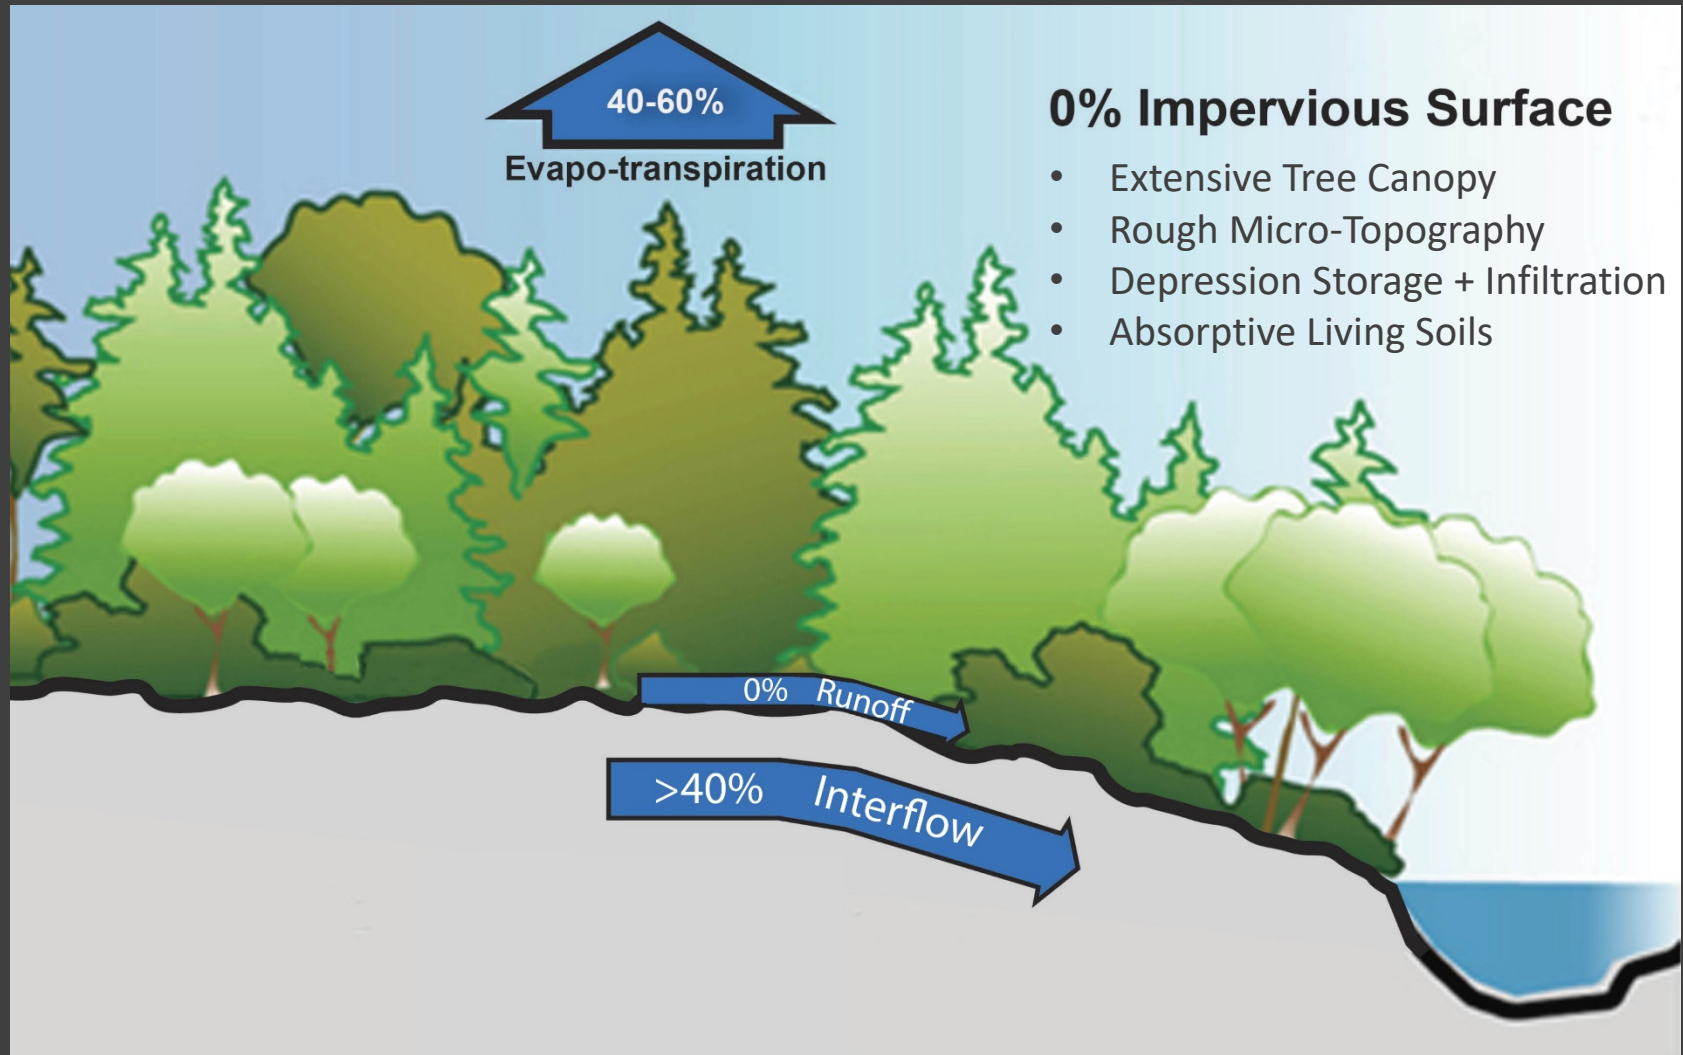 40-60%
Evapo-transpiration
0% Impervious Surface
• Extensive Tree Canopy
• Rough Micro-Topography
• Depression Storage + Infiltration
• Absorptive Living Soils
0% Runoff
>40% Interflow